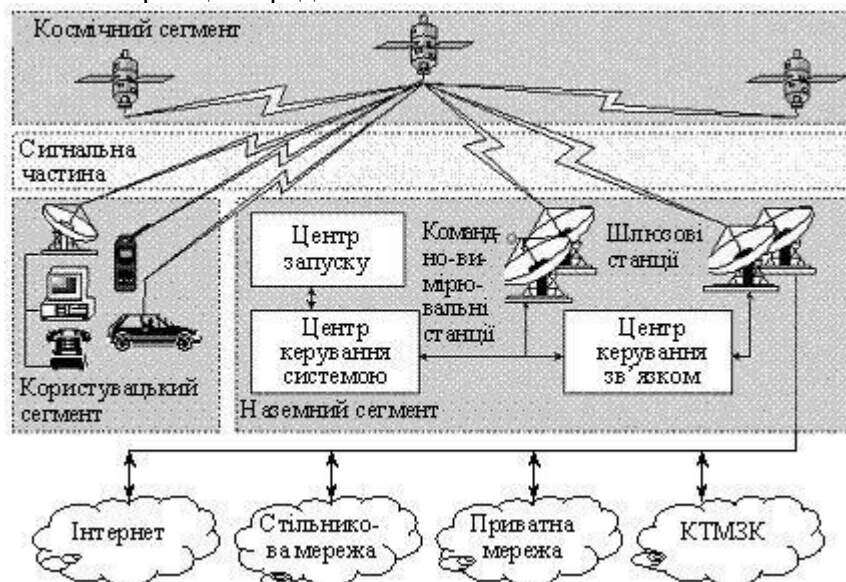 Космічний сегмент
Сигнальна
частина
Центр
запуску
Команд-
но-ви-
мірю-
вальні
станції
Шлюзові
станції
Центр
керування
системою
Центр
керування
зв’язком
Користувацький
сегмент
Наземний сегмент
Інтернет
Стільнико-
ва мережа
Приватна
мережа
КТМЗК